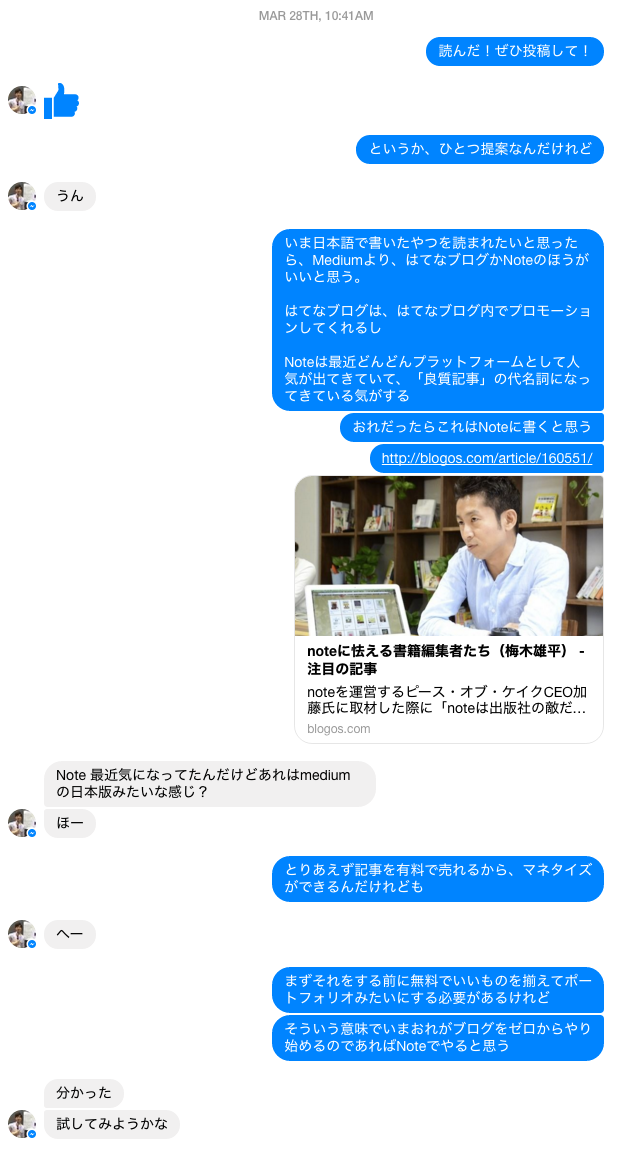 MAR 28TH, 10:41AM
読んだ！ぜひ投稿して！
というか、ひとつ提案なんだけれど
うん
いま日本語で書いたやつを読まれたいと思った
ら、Mediumより、はてなブログかNoteのほうが
いいと思う。
はてなブログは、はてなブログ内でプロモーショ
ンしてくれるし
Noteは最近どんどんプラットフォームとして人
気が出てきていて、「良質記事」の代名詞になっ
てきている気がする
おれだったらこれはNoteに書くと思う
http://blogos.com/article/160551/
noteに怯える書籍編集者たち（梅木雄平） -
注目の記事
noteを運営するピース・オブ・ケイクCEO加
藤氏に取材した際に「noteは出版社の敵だ…
blogos.com
Note 最近気になってたんだけどあれはmedium
の日本版みたいな感じ？
ほー
とりあえず記事を有料で売れるから、マネタイズ
ができるんだけれども
へー
まずそれをする前に無料でいいものを揃えてポー
トフォリオみたいにする必要があるけれど
そういう意味でいまおれがブログをゼロからやり
始めるのであればNoteでやると思う
分かった
試してみようかな